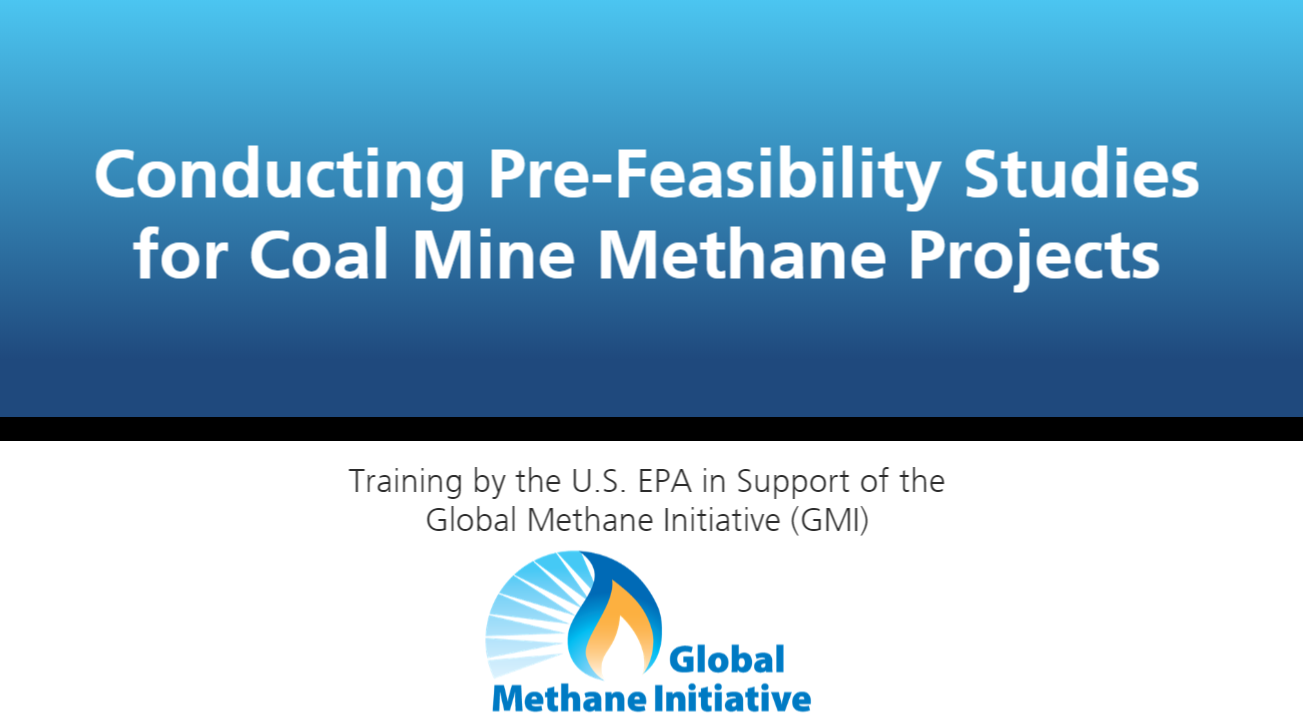 Conducting Pre-Feasibility Studies
for Coal Mine Methane Projects
Training by the U.S. EPA in Support of the
Global Methane Initiative (GMI)
Global
Methane Initiative